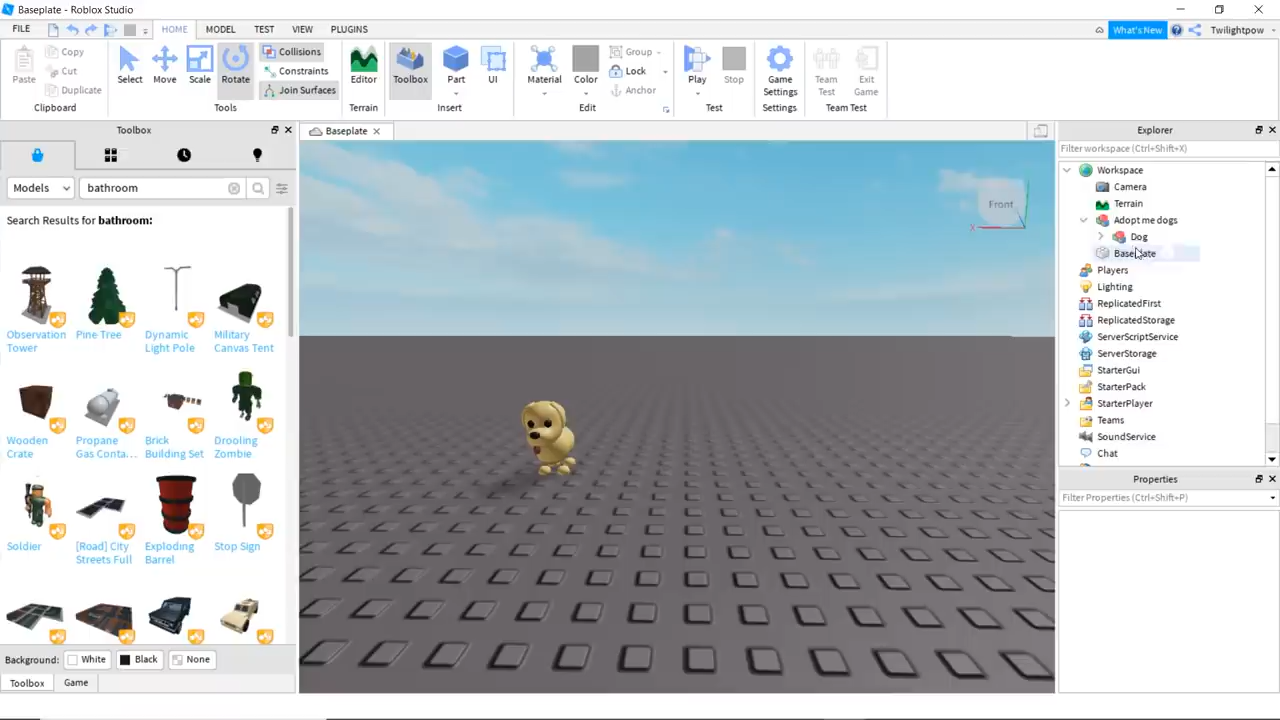 Baseplate - Roblox Studio
FILE
HOME
MODEL
TEST
VIEW
PLUGINS
What's New
Twilightpow
Paste
Copy
Cut
Duplicate
Clipboard
Select
Move
Scale
Rotate
Tools
Collisions
Constraints
Join Surfaces
Editor
Terrain
Toolbox
Part
UI
Insert
Material
Color
Group
Lock
Anchor
Edit
Play
Stop
Test
Game
Settings
Settings
Team
Test
Exit
Game
Team Test
Toolbox
Models
bathroom
Search Results for bathroom:
Observation
Tower
Pine Tree
Dynamic
Light Pole
Military
Canvas Tent
Wooden
Crate
Propane
Gas Conta...
Brick
Building Set
Drooling
Zombie
Soldier
[Road] City
Streets Full
Exploding
Barrel
Stop Sign
Background:
White
Black
None
Toolbox
Game
Baseplate
Front
X
Explorer
Filter workspace (Ctrl+Shift+X)
Workspace
Camera
Terrain
Adopt me dogs
Dog
Baseplate
Players
Lighting
ReplicatedFirst
ReplicatedStorage
ServerScriptService
ServerStorage
StarterGui
StarterPack
StarterPlayer
Teams
SoundService
Chat
Properties
Filter Properties (Ctrl+Shift+P)